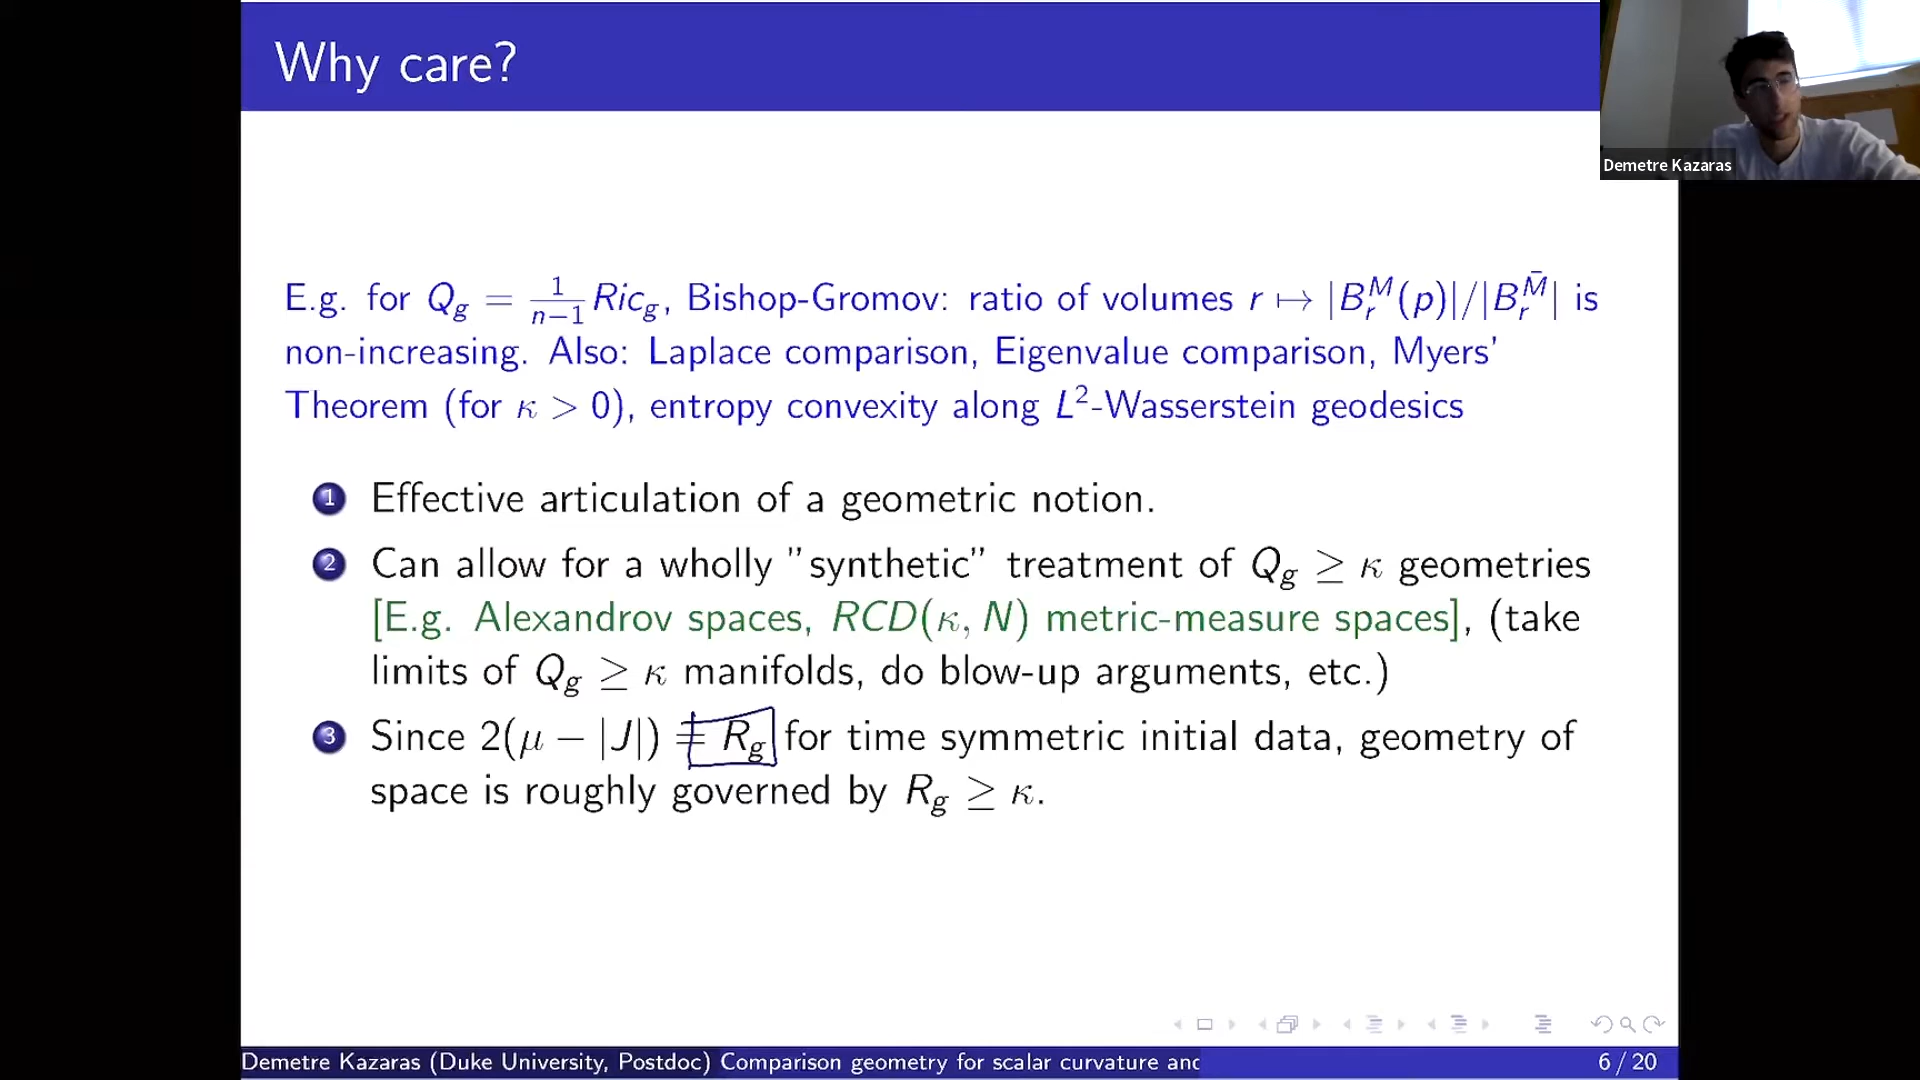 Why care?
Demetre Kazaras
E.g. for Q_g = \frac{1}{n-1} Ric_g, Bishop-Gromov: ratio of volumes r ↦ |B_r^M(p)|/|B_r^{\bar{M}}| is
non-increasing. Also: Laplace comparison, Eigenvalue comparison, Myers'
Theorem (for κ > 0), entropy convexity along L²-Wasserstein geodesics
1 Effective articulation of a geometric notion.
2 Can allow for a wholly ”synthetic” treatment of Q_g ≥ κ geometries
[E.g. Alexandrov spaces, RCD(κ, N) metric-measure spaces], (take
limits of Q_g ≥ κ manifolds, do blow-up arguments, etc.)
3 Since 2(μ − |J|) = R_g for time symmetric initial data, geometry of
space is roughly governed by R_g ≥ κ.
Demetre Kazaras (Duke University, Postdoc) Comparison geometry for scalar curvature and
6 / 20